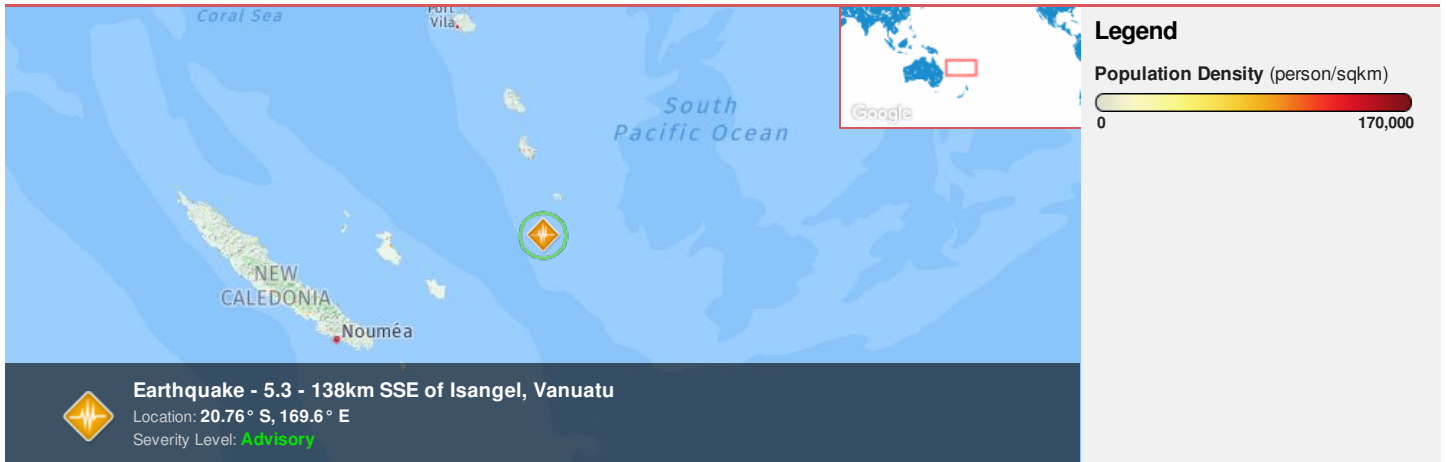 Coral Sea
Port
Vila
South
Pacific Ocean
NEW
CALEDONIA
Nouméa
Google
Legend
Population Density (person/sqkm)
0 170,000
Earthquake - 5.3 - 138km SSE of Isangel, Vanuatu
Location: 20.76° S, 169.6° E
Severity Level: Advisory